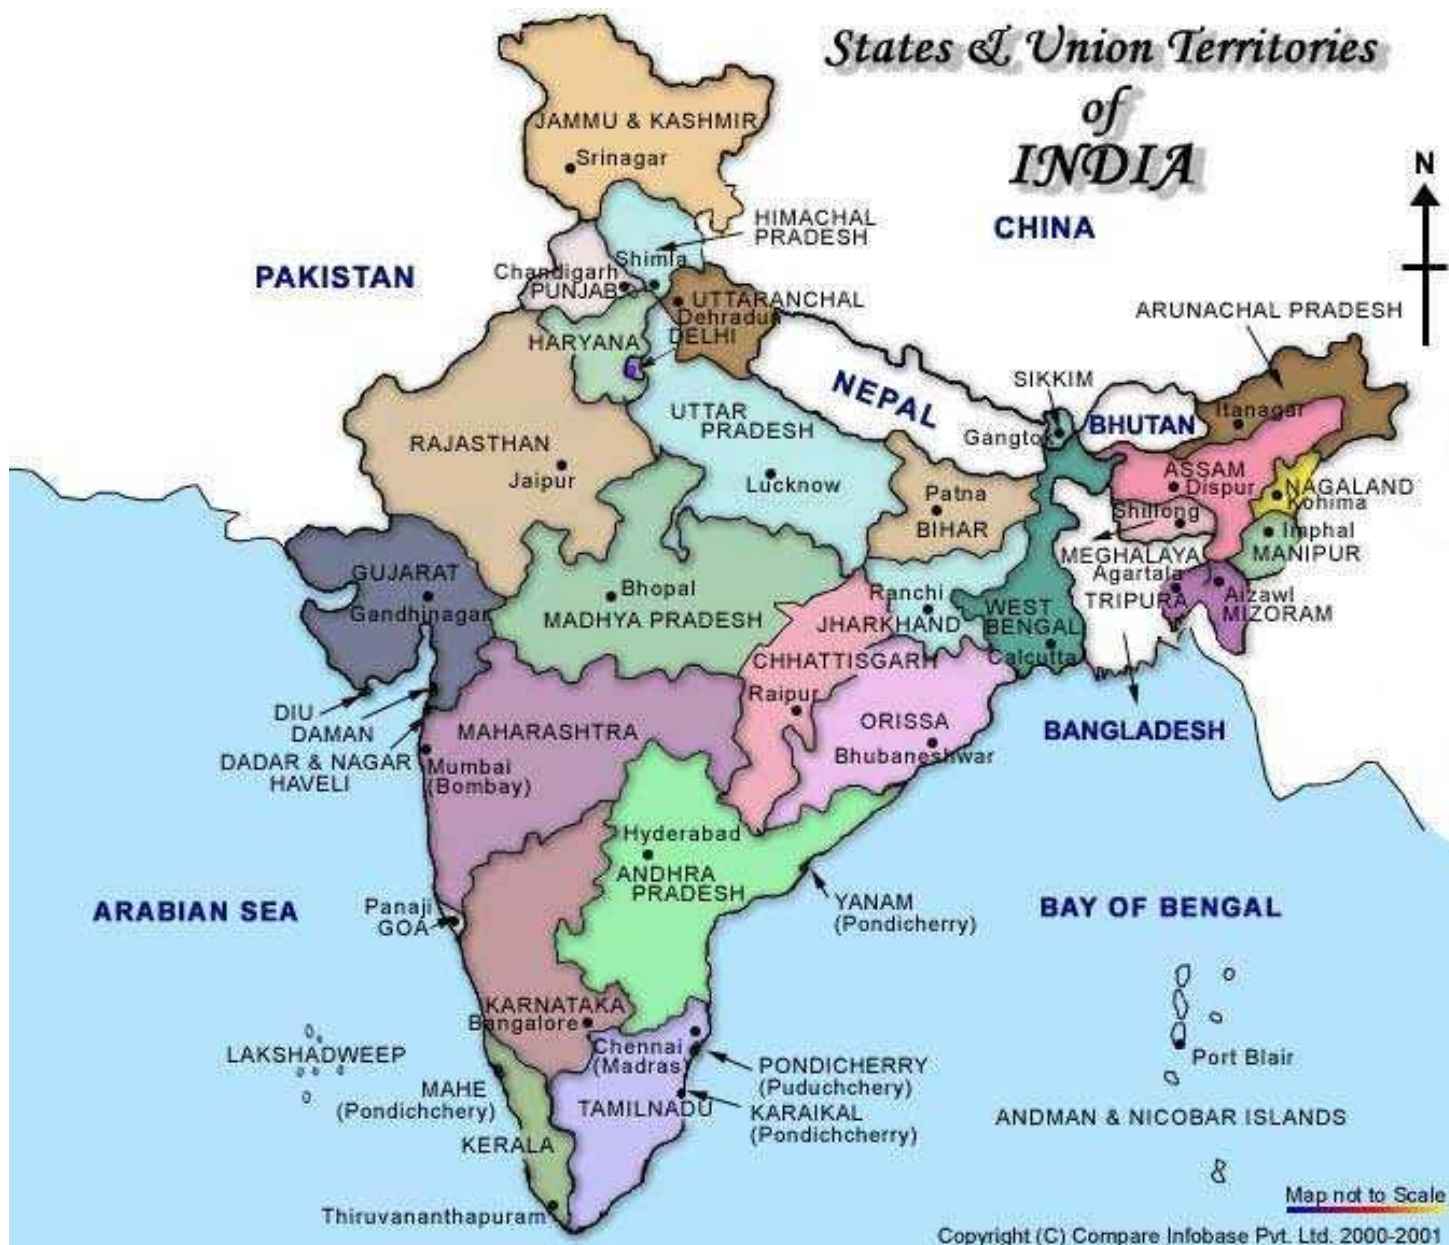 States & Union Territories
of
INDIA
N
JAMMU & KASHMIR
Srinagar
CHINA
HIMACHAL
PRADESH
PAKISTAN
Shimla
Chandigarh
PUNJAB
UTTARANCHAL
Dehradun
DELHI
HARYANA
ARUNACHAL PRADESH
SIKKIM
NEPAL
BHUTAN
Itanagar
Gangtok
UTTAR
PRADESH
RAJASTHAN
Jaipur
Lucknow
Patna
BIHAR
ASSAM
Dispur
NAGALAND
Kohima
Shillong
Imphal
MANIPUR
MEGHALAYA
Agartala
TRIPURA
Aizawl
MIZORAM
GUJARAT
Gandhinagar
Bhopal
MADHYA PRADESH
Ranchi
JHARKHAND
WEST
BENGAL
Calcutta
CHHATTISGARH
Raipur
ORISSA
Bhubaneshwar
BANGLADESH
DIU
DAMAN
DADAR & NAGAR
HAVELI
MAHARASHTRA
Mumbai
(Bombay)
Hyderabad
ANDHRA
PRADESH
YANAM
(Pondicherry)
ARABIAN SEA
BAY OF BENGAL
Panaji
GOA
KARNATAKA
Bangalore
Chennai
(Madras)
PONDICHERRY
(Puduchchery)
KARAIKAL
(Pondichcherry)
TAMILNADU
LAKSHADWEEP
MAHE
(Pondichchery)
KERALA
Thiruvananthapuram
Port Blair
ANDMAN & NICOBAR ISLANDS
Map not to Scale
Copyright (C) Compare Infobase Pvt. Ltd. 2000-2001